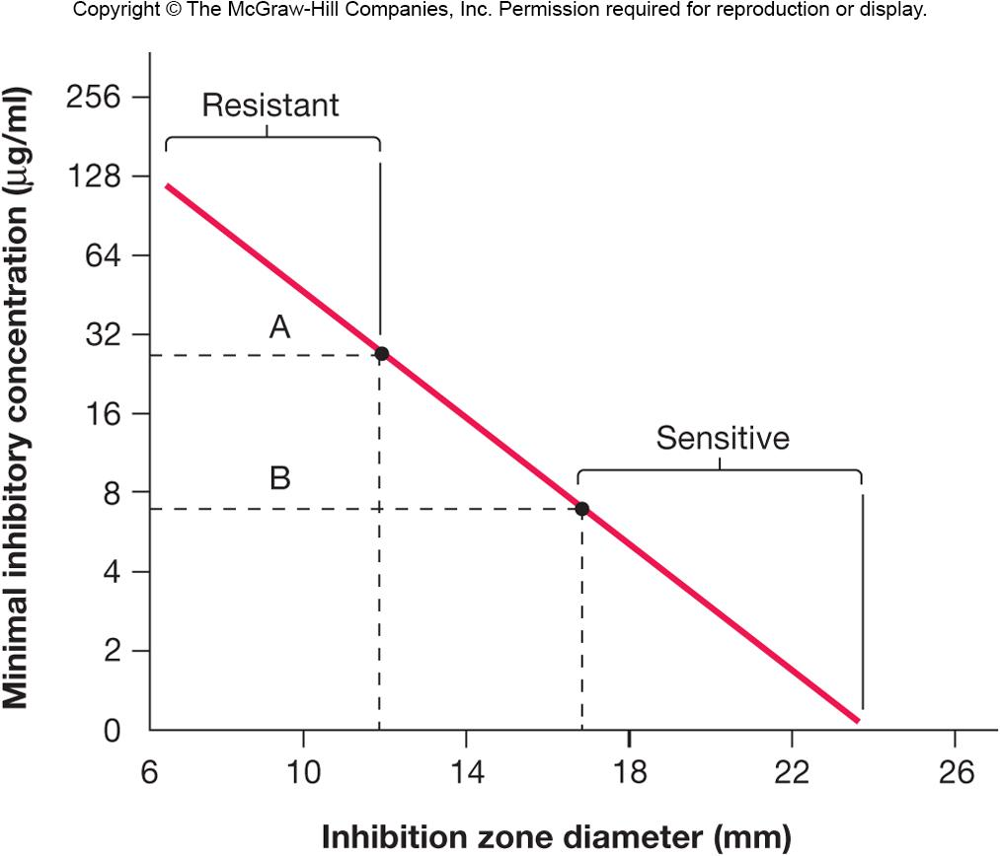 Copyright © The McGraw-Hill Companies, Inc. Permission required for reproduction or display.
Minimal inhibitory concentration (μg/ml)
256
128
64
32
16
8
4
2
0
Resistant
A
B
Sensitive
6 10 14 18 22 26
Inhibition zone diameter (mm)